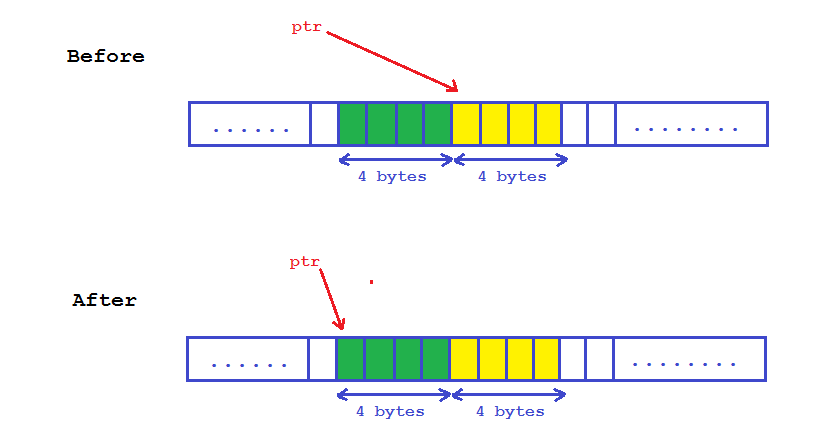 ptr
Before
. . . . . . . . . . . . . .
4 bytes 4 bytes
ptr
After
. . . . . . . . . . . . . .
4 bytes 4 bytes